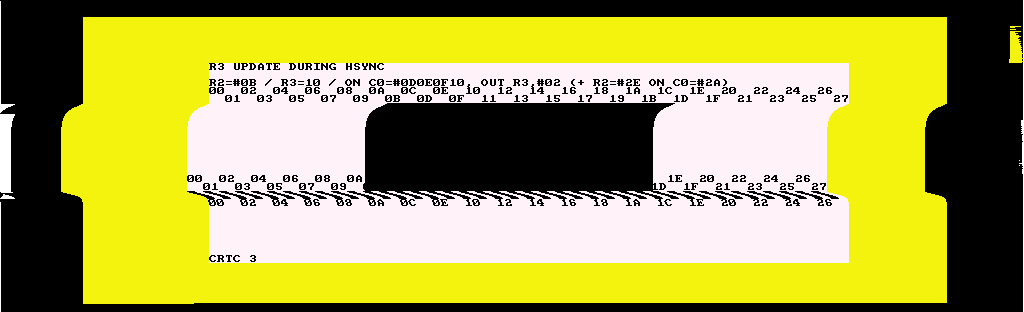 R3 UPDATE DURING HSYNC
R2=#0B / R3=10 / ON C0=#0D0E0F10, OUT R3,#02 (+ R2=#2E ON C0=#2A)
00 02 04 06 08 0A 0C 0E 10 12 14 16 18 1A 1C 1E 20 22 24 26
01 03 05 07 09 0B 0D 0F 11 13 15 17 19 1B 1D 1F 21 23 25 27
00 02 04 06 08 0A 1E 20 22 24 26
01 03 05 07 09 1D 1F 21 23 25 27
00 02 04 06 08 0A 0C 0E 10 12 14 16 18 1A 1C 1E 20 22 24 26
CRTC 3